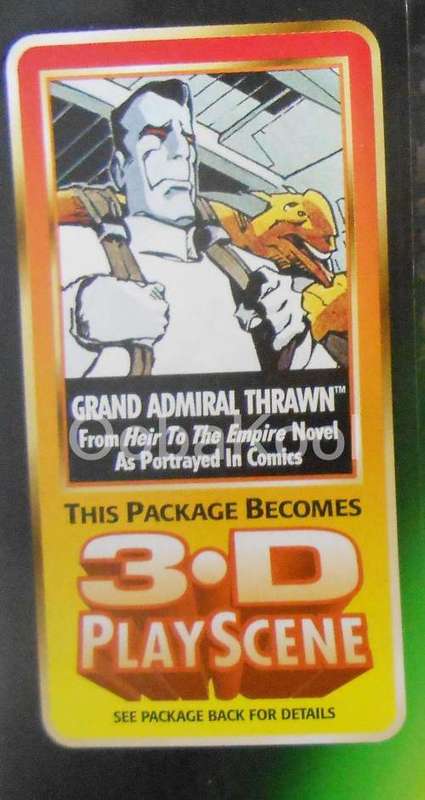 GRAND ADMIRAL THRAWN™
From Heir To The Empire Novel
As Portrayed In Comics
THIS PACKAGE BECOMES
3•D
PLAYSCENE
SEE PACKAGE BACK FOR DETAILS